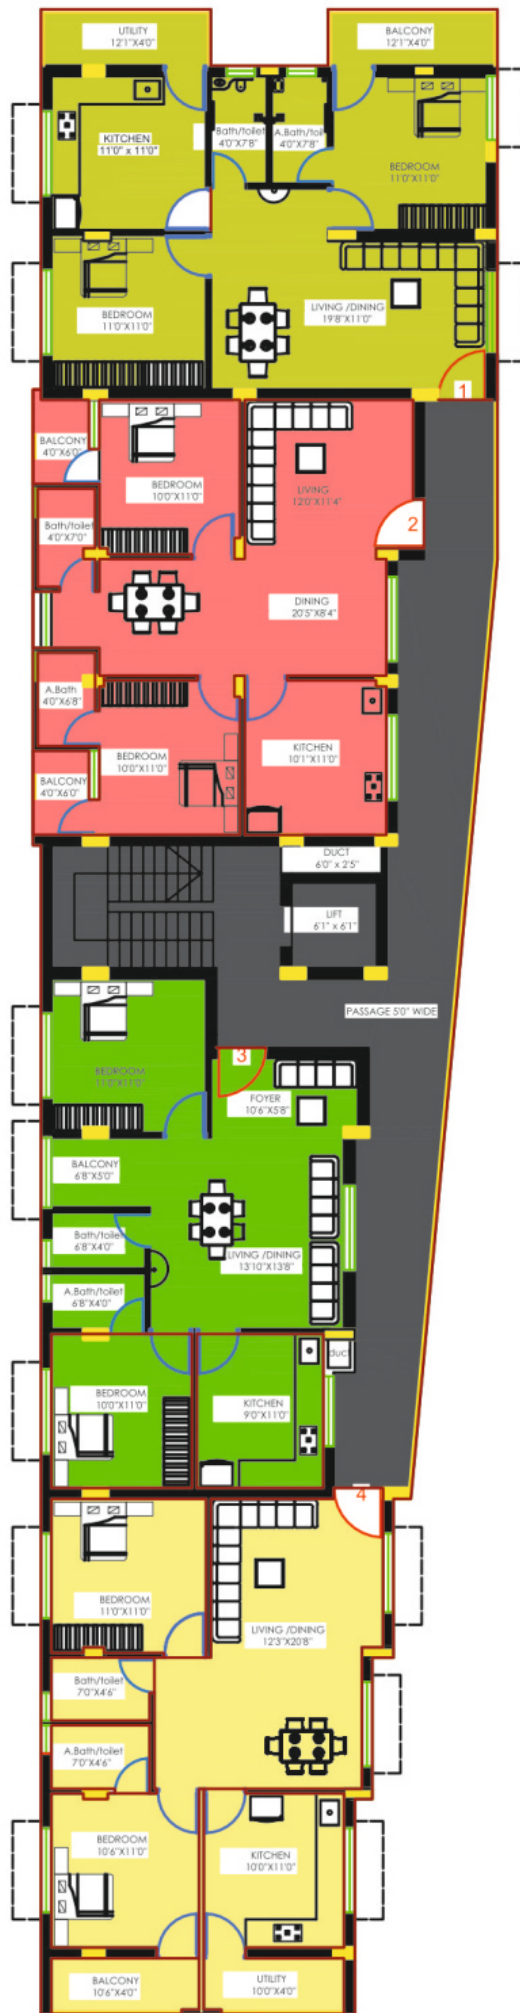 UTILITY
12'1"X4'0"
BALCONY
12'1"X4'0"
KITCHEN
11'0" x 11'0"
Bath/toilet
4'0"X7'8"
A.Bath/toil
4'0"X7'8"
BEDROOM
11'0"X11'0"
BEDROOM
11'0"X11'0"
LIVING /DINING
19'8"X11'0"
1
BALCONY
4'0"X6'0"
BEDROOM
10'0"X11'0"
LIVING
12'0"X11'4"
2
Bath/toilet
4'0"X7'0"
DINING
20'5"X8'4"
A.Bath
4'0"X6'8"
BEDROOM
10'0"X11'0"
KITCHEN
10'1"X11'0"
BALCONY
4'0"X6'0"
DUCT
6'0" x 2'5"
LIFT
6'1" x 6'1"
PASSAGE 5'0" WIDE
3
BEDROOM
FOYER
10'6"X5'8"
BALCONY
6'8"X5'0"
Bath/toilet
6'8"X4'0"
LIVING /DINING
13'10"X13'8"
A.Bath/toilet
6'8"X4'0"
duct
BEDROOM
10'0"X11'0"
KITCHEN
9'0"X11'0"
4
BEDROOM
11'0"X11'0"
LIVING /DINING
12'3"X20'8"
Bath/toilet
7'0"X4'6"
A.Bath/toilet
7'0"X4'6"
BEDROOM
10'6"X11'0"
KITCHEN
10'0"X11'0"
BALCONY
10'6"X4'0"
UTILITY
10'0"X4'0"